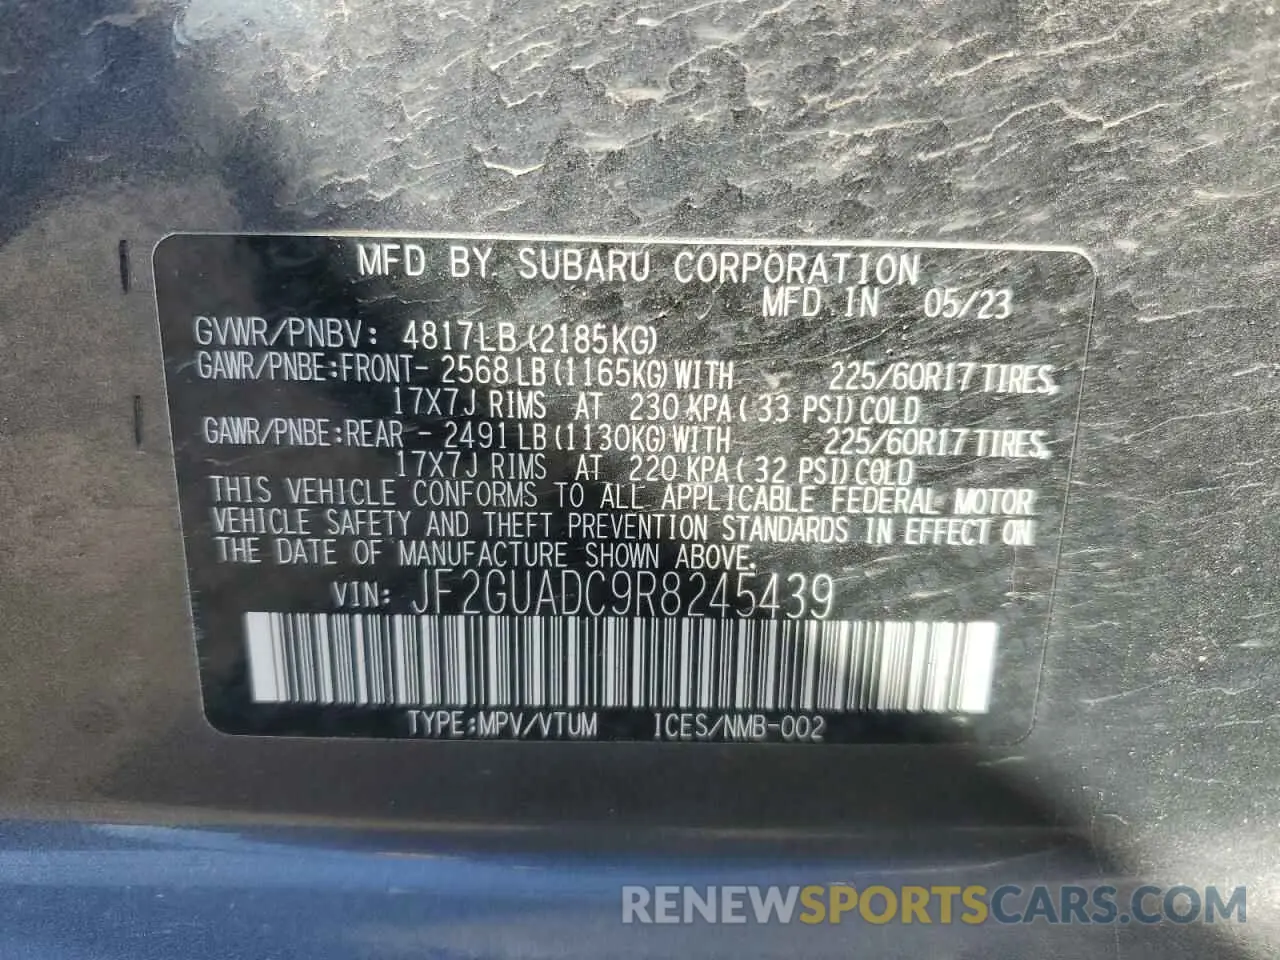 MFD BY SUBARU CORPORATION
MFD IN 05/23
GVWR/PNBV: 4817LB(2185KG)
GAWR/PNBE:FRONT- 2568LB(1165KG)WITH 225/60R17 TIRES,
17X7J RIMS AT 230 KPA(33 PSI)COLD
GAWR/PNBE:REAR - 2491LB(1130KG)WITH 225/60R17 TIRES,
17X7J RIMS AT 220 KPA(32 PSI)COLD
THIS VEHICLE CONFORMS TO ALL APPLICABLE FEDERAL MOTOR
VEHICLE SAFETY AND THEFT PREVENTION STANDARDS IN EFFECT ON
THE DATE OF MANUFACTURE SHOWN ABOVE.
VIN: JF2GUADC9R8245439
TYPE:MPV/VTUM ICES/NMB-002
RENEWSPORTSCARS.COM